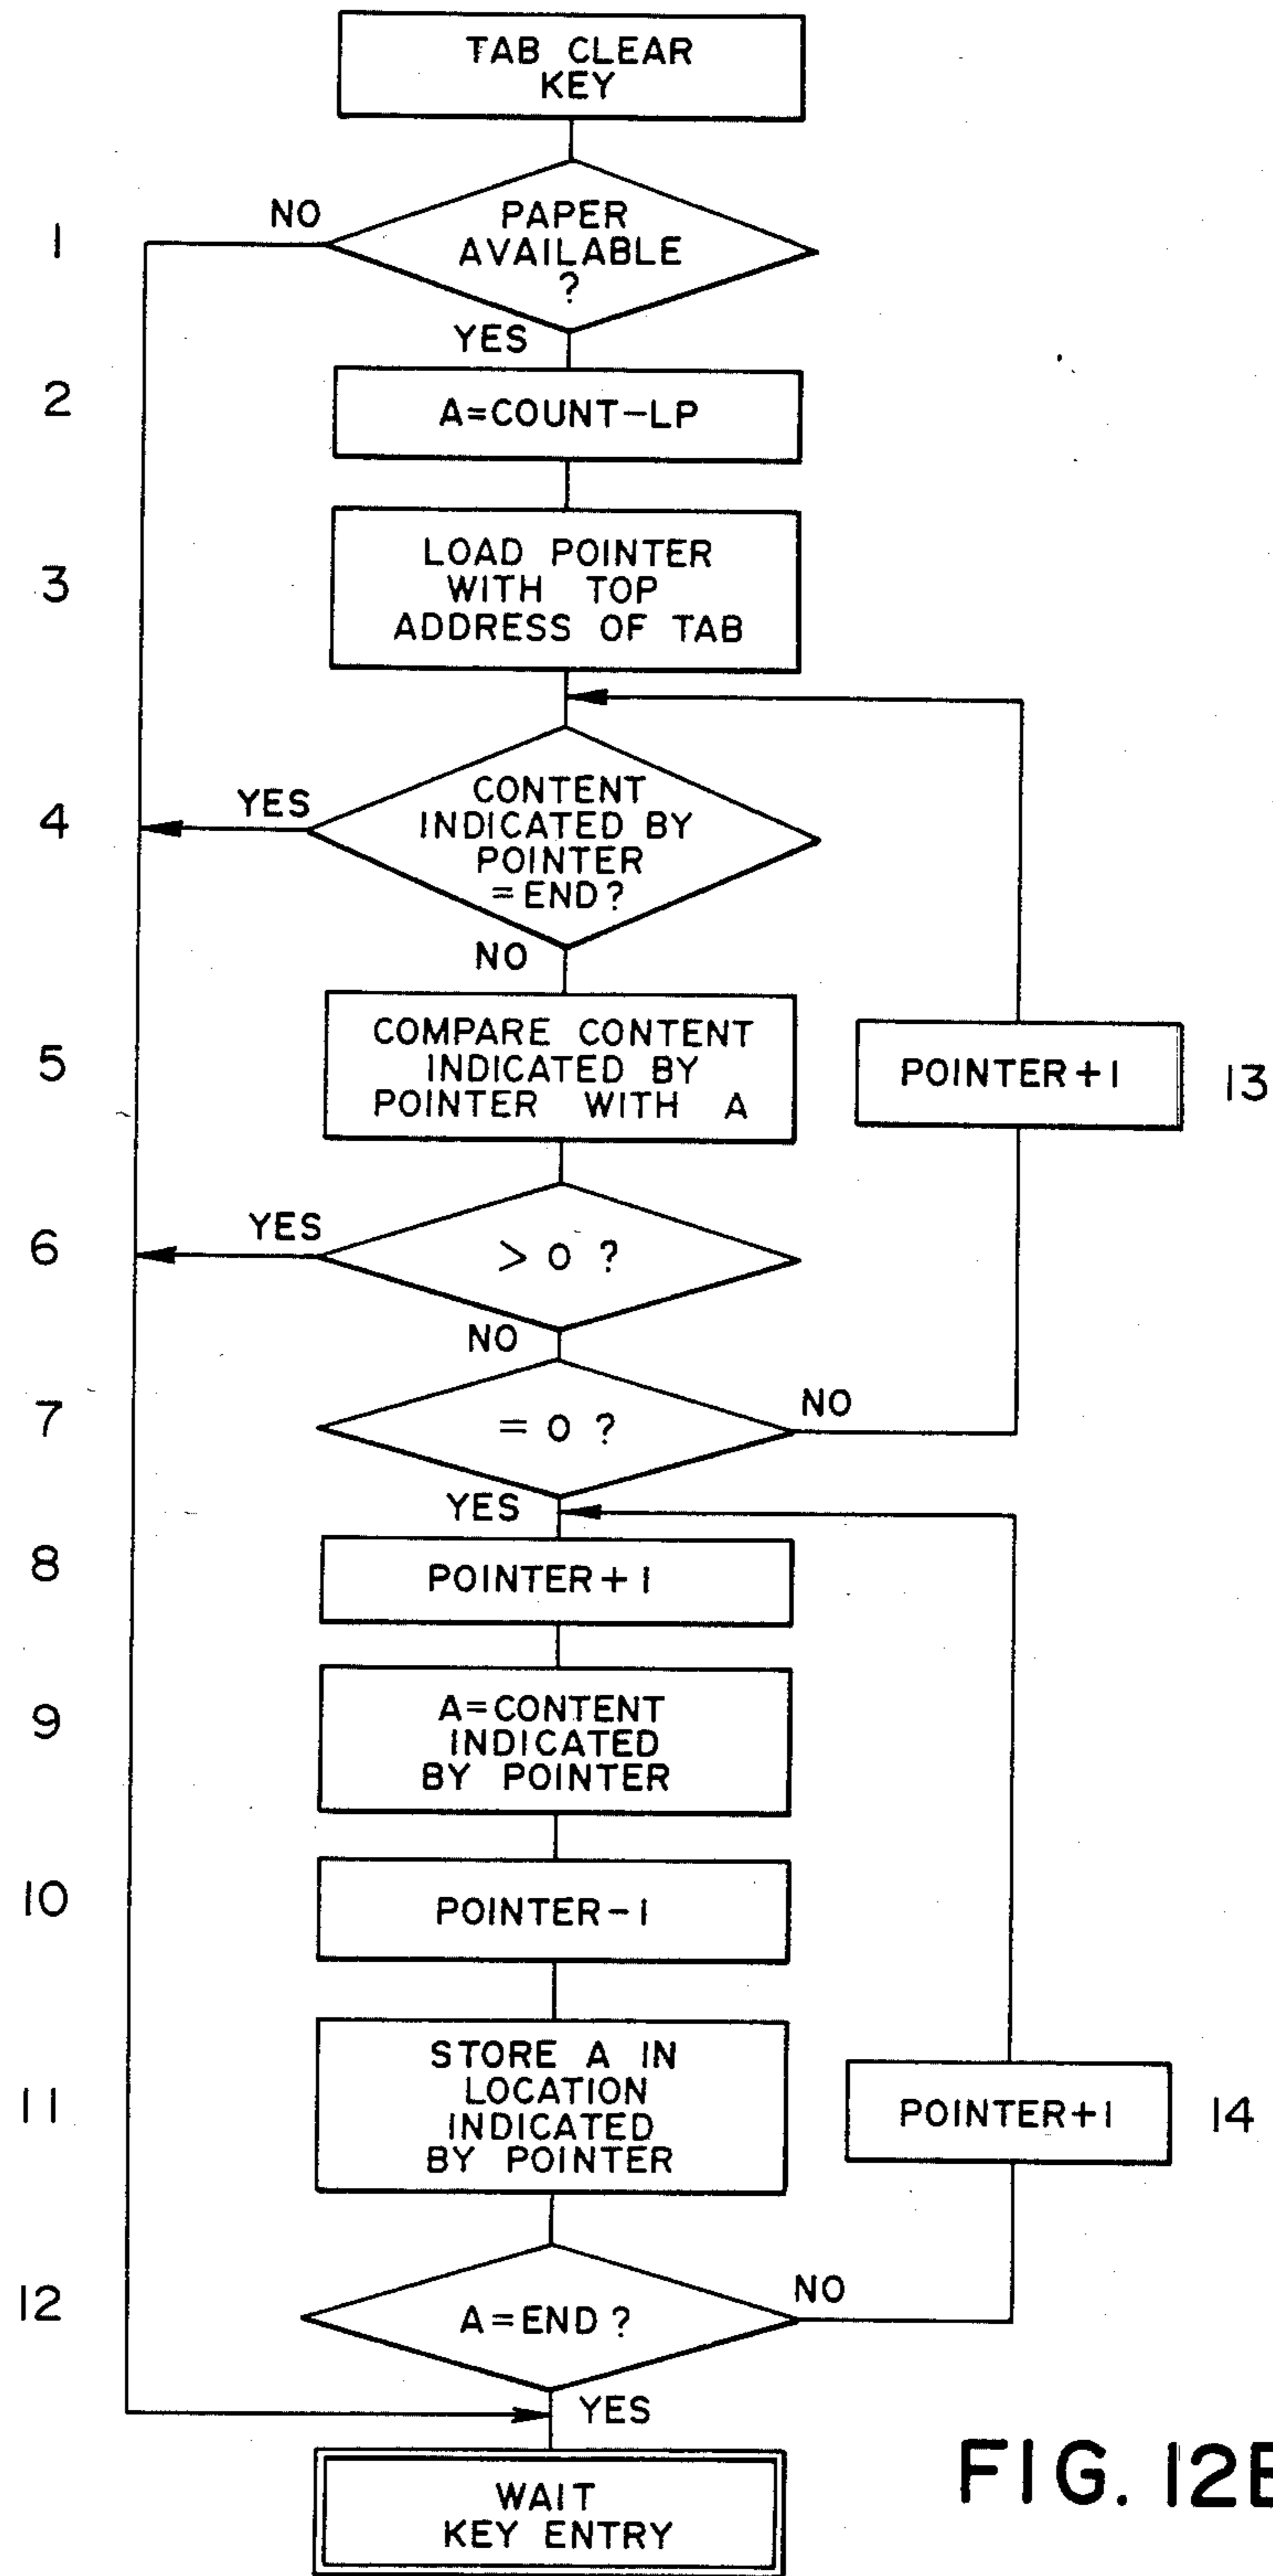 TAB CLEAR
KEY
1
NO
PAPER
AVAILABLE
?
YES
2
A=COUNT-LP
3
LOAD POINTER
WITH TOP
ADDRESS OF TAB
4
YES
CONTENT
INDICATED BY
POINTER
=END?
NO
5
COMPARE CONTENT
INDICATED BY
POINTER WITH A
POINTER+1
13
6
YES
>0 ?
NO
7
=0 ?
NO
YES
8
POINTER+1
9
A=CONTENT
INDICATED
BY POINTER
10
POINTER-1
11
STORE A IN
LOCATION
INDICATED
BY POINTER
POINTER+1
14
12
A=END?
NO
YES
WAIT
KEY ENTRY
FIG. 12B